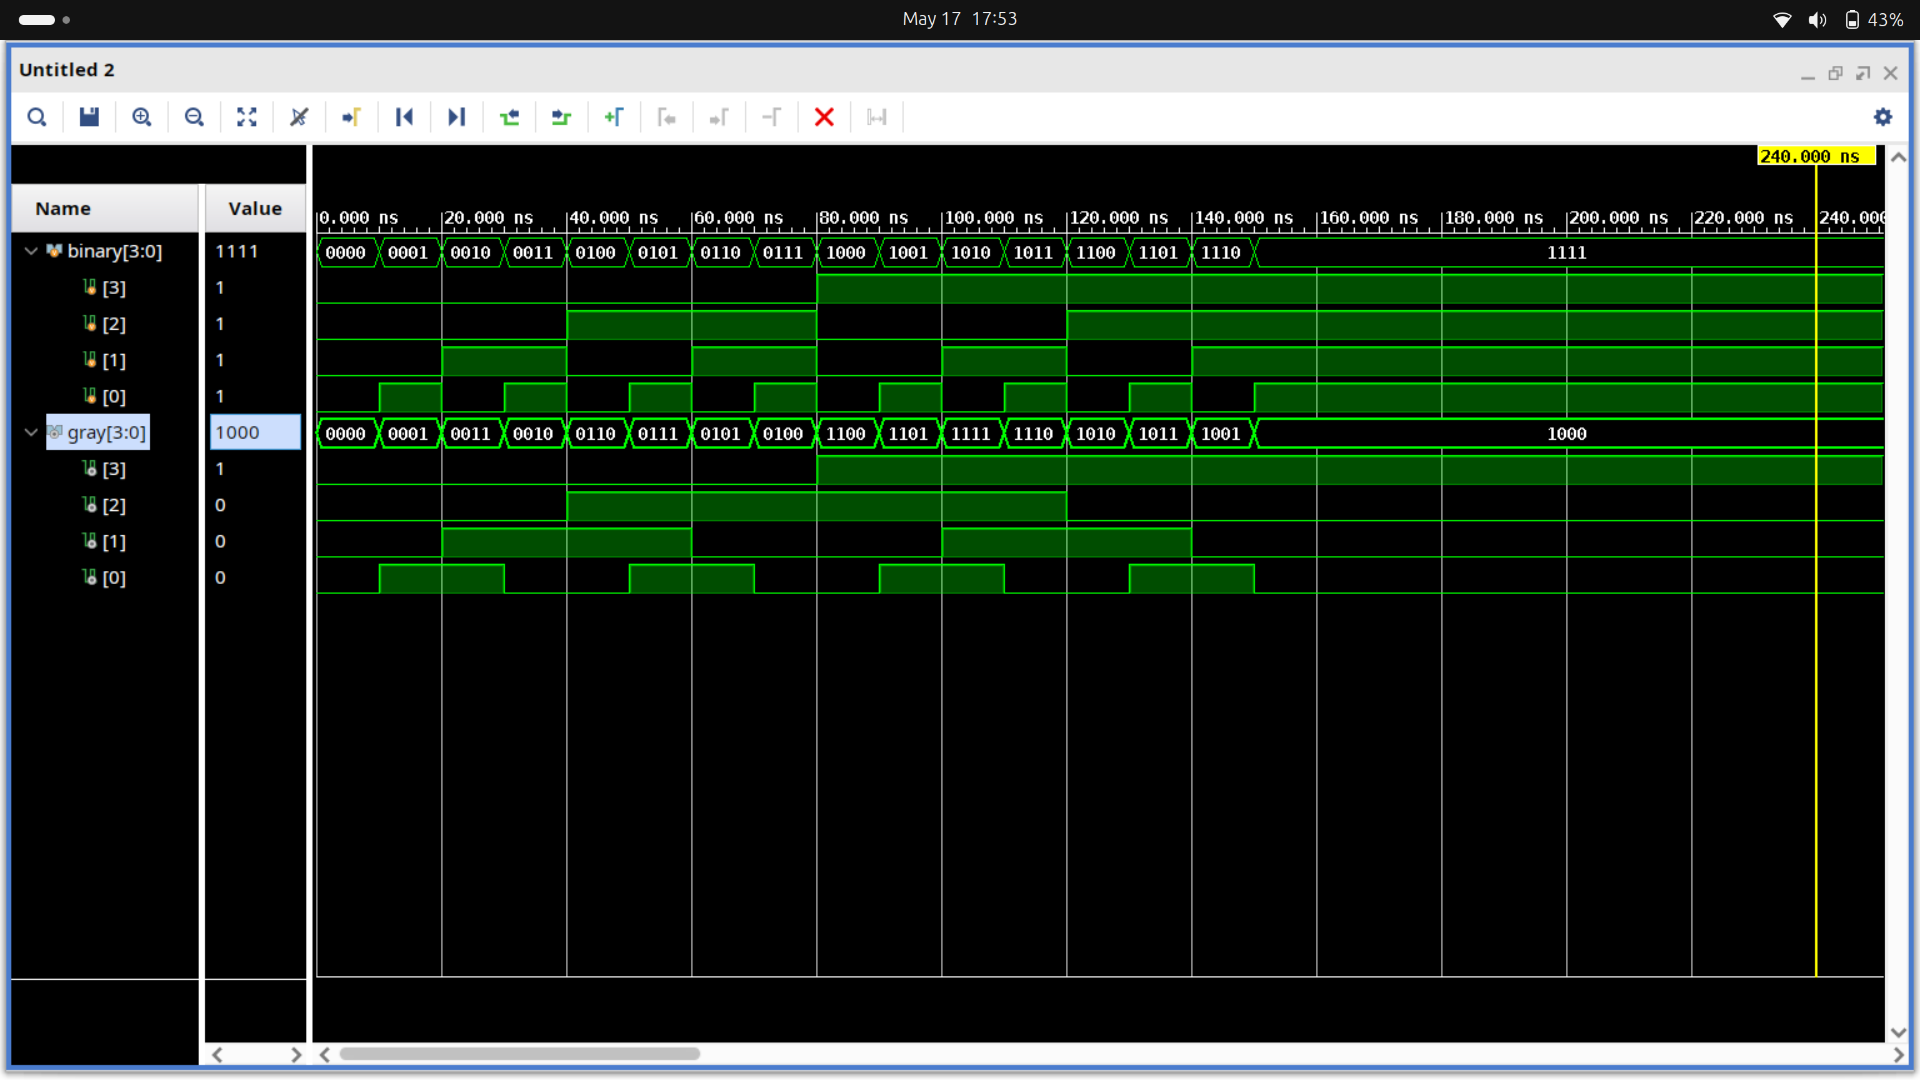 May 17 17:53
43%
Untitled 2
240.000 ns
Name Value
0.000 ns 20.000 ns 40.000 ns 60.000 ns 80.000 ns 100.000 ns 120.000 ns 140.000 ns 160.000 ns 180.000 ns 200.000 ns 220.000 ns 240.000
binary[3:0] 1111 0000 0001 0010 0011 0100 0101 0110 0111 1000 1001 1010 1011 1100 1101 1110 1111
[3] 1
[2] 1
[1] 1
[0] 1
gray[3:0] 1000 0000 0001 0011 0010 0110 0111 0101 0100 1100 1101 1111 1110 1010 1011 1001 1000
[3] 1
[2] 0
[1] 0
[0] 0